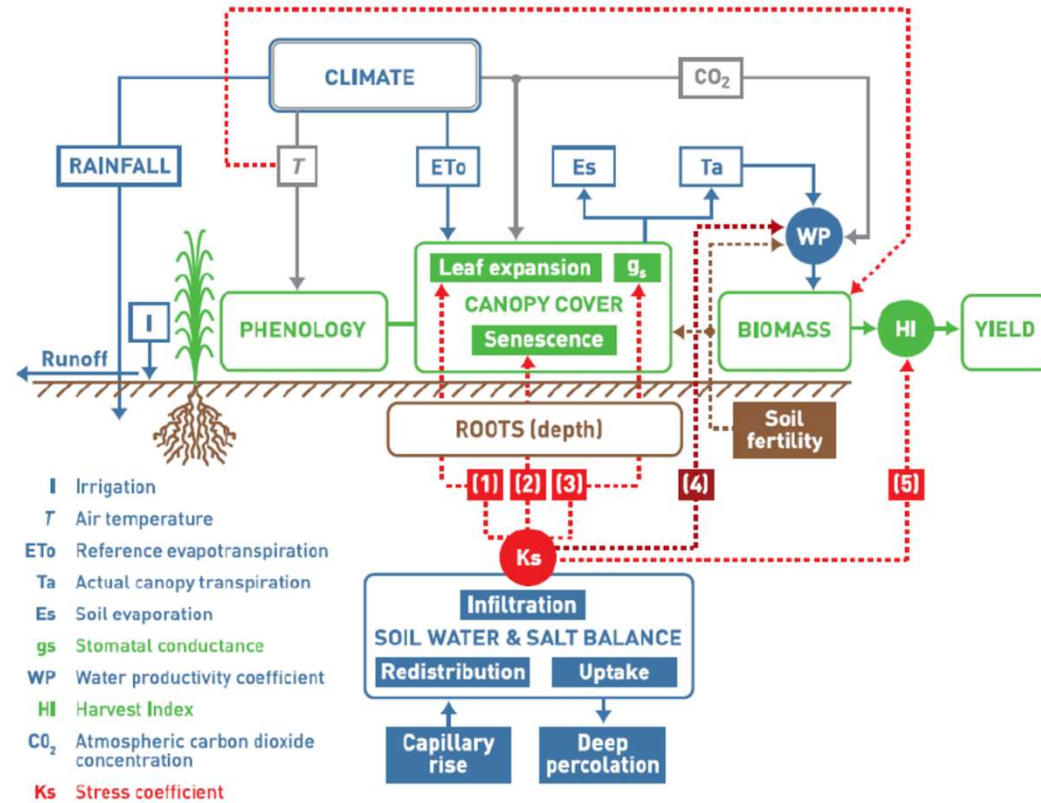 CLIMATE
CO₂
RAINFALL
T
ETo
Es
Ta
WP
Leaf expansion
gs
CANOPY COVER
Senescence
I
PHENOLOGY
BIOMASS
HI
YIELD
Runoff
ROOTS (depth)
Soil
fertility
(1)
(2)
(3)
(4)
(5)
Ks
Infiltration
SOIL WATER & SALT BALANCE
Redistribution
Uptake
Capillary
rise
Deep
percolation
I Irrigation
T Air temperature
ETo Reference evapotranspiration
Ta Actual canopy transpiration
Es Soil evaporation
gs Stomatal conductance
WP Water productivity coefficient
HI Harvest Index
CO₂ Atmospheric carbon dioxide
concentration
Ks Stress coefficient